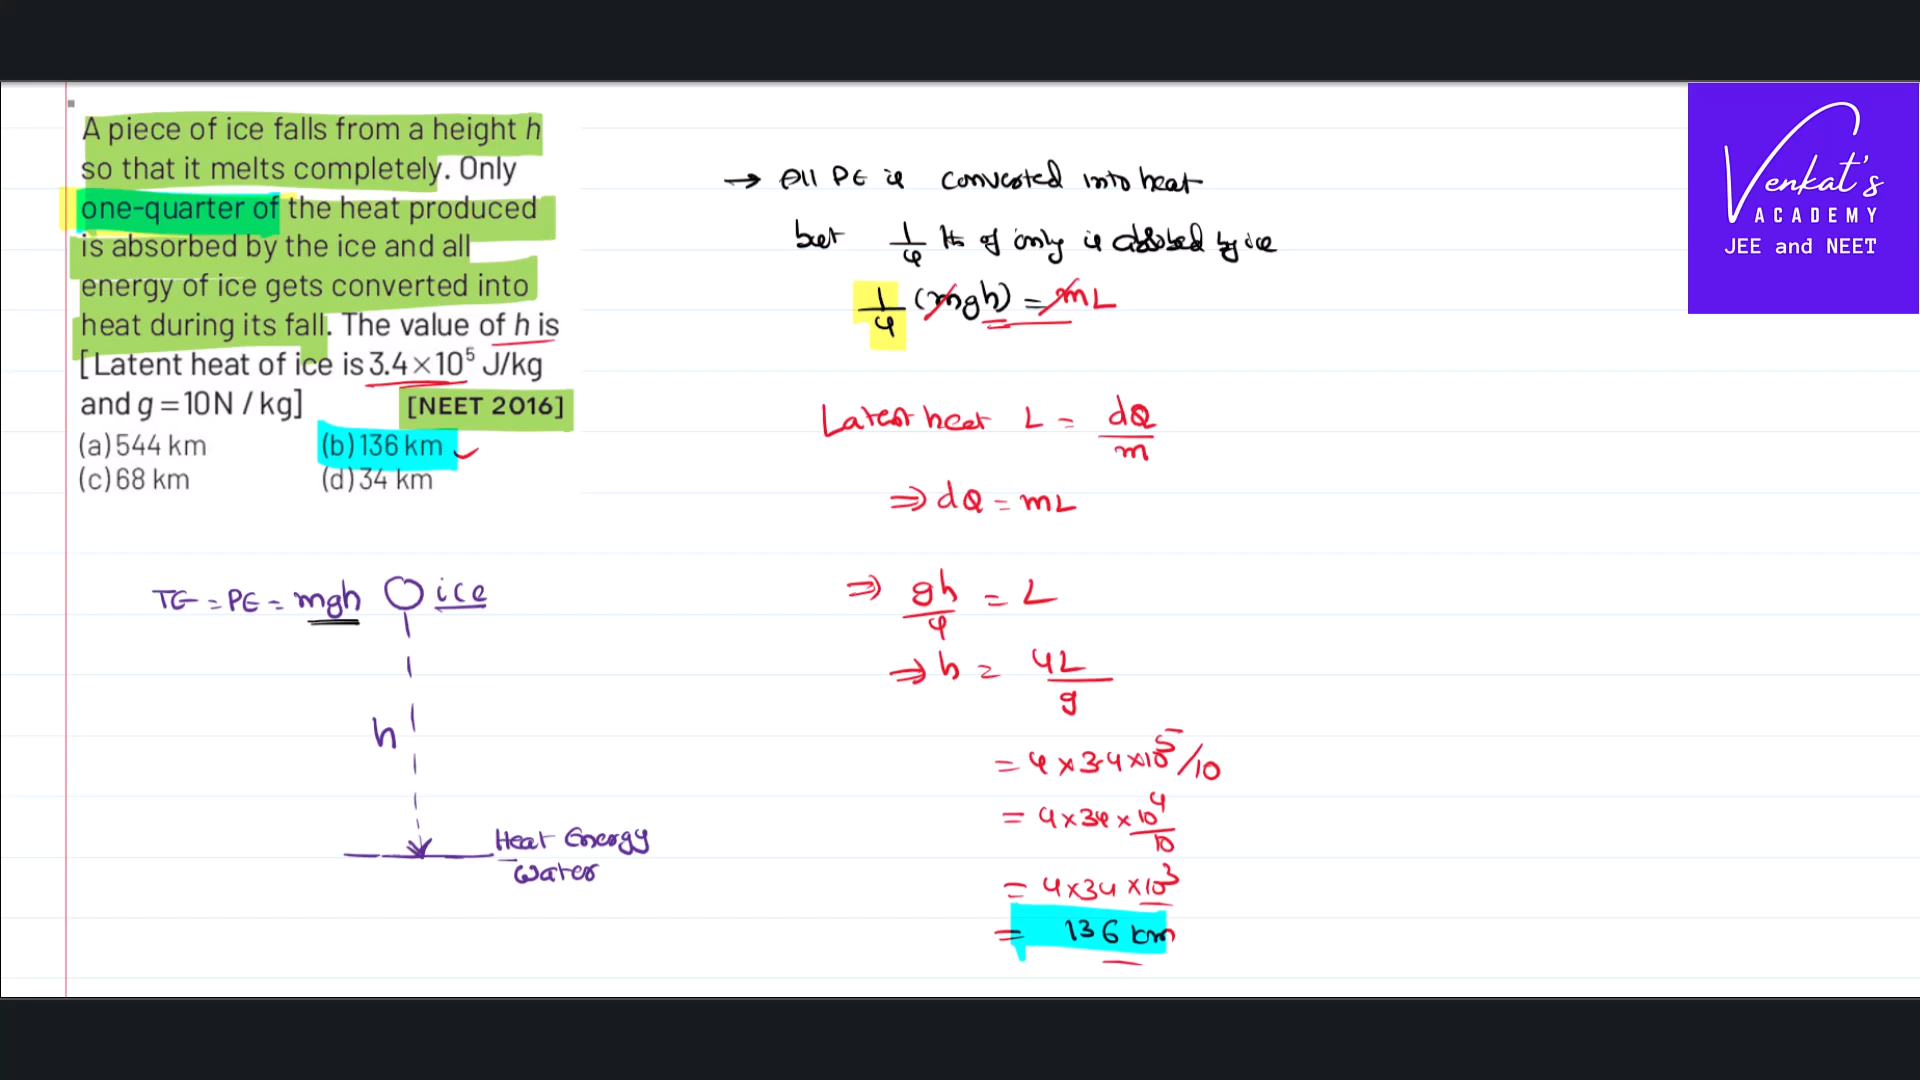 A piece of ice falls from a height h
so that it melts completely. Only
one-quarter of the heat produced
is absorbed by the ice and all
energy of ice gets converted into
heat during its fall. The value of h is
[Latent heat of ice is 3.4×10⁵ J/kg
and g = 10N / kg] [NEET 2016]
(a) 544 km (b) 136 km
(c) 68 km (d) 34 km
TE = PE = mgh ice
h
Heat Energy
Water
→ All PE is converted into heat
but 1/4 th of only is absorbed by ice
1/4 (mgh) = mL
Latent heat L = dQ/m
⇒ dQ = mL
⇒ gh/4 = L
⇒ h = 4L/g
= 4 × 3.4 × 10⁵/10
= 4 × 34 × 10⁴/10
= 4 × 34 × 10³
= 136 km
Venkat's
ACADEMY
JEE and NEET